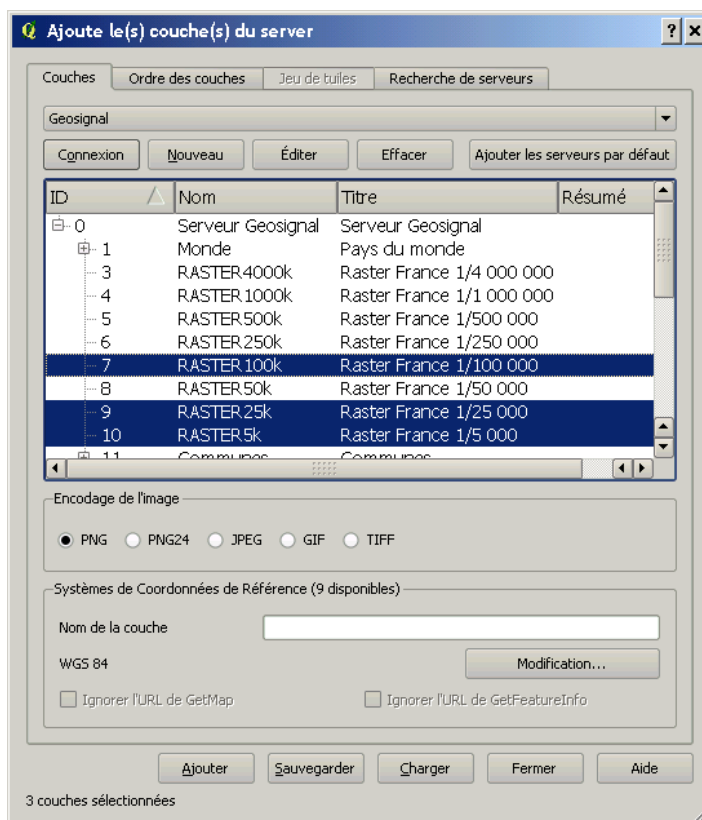 Ajoute le(s) couche(s) du server
Couches Ordre des couches Jeu de tuiles Recherche de serveurs
Geosignal
Connexion Nouveau Éditer Effacer Ajouter les serveurs par défaut
ID Nom Titre Résumé
0 Serveur Geosignal Serveur Geosignal
1 Monde Pays du monde
3 RASTER4000k Raster France 1/4 000 000
4 RASTER1000k Raster France 1/1 000 000
5 RASTER500k Raster France 1/500 000
6 RASTER250k Raster France 1/250 000
7 RASTER100k Raster France 1/100 000
8 RASTER50k Raster France 1/50 000
9 RASTER25k Raster France 1/25 000
10 RASTER5k Raster France 1/5 000
11 Communes Communes
Encodage de l'image
PNG PNG24 JPEG GIF TIFF
Systèmes de Coordonnées de Référence (9 disponibles)
Nom de la couche
WGS 84 Modification...
Ignorer l'URL de GetMap Ignorer l'URL de GetFeatureInfo
Ajouter Sauvegarder Charger Fermer Aide
3 couches sélectionnées